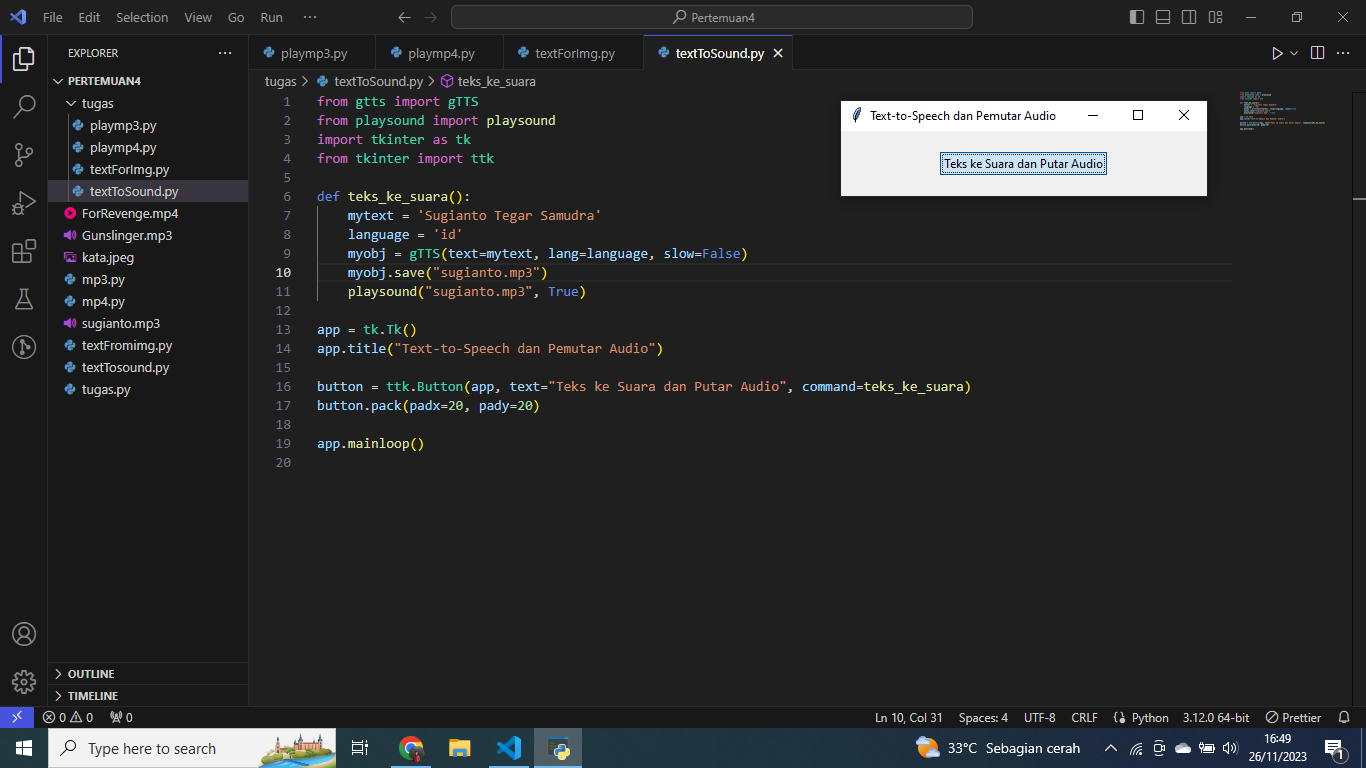 File Edit Selection View Go Run ··· Pertemuan4
EXPLORER ···
PERTEMUAN4
tugas
playmp3.py
playmp4.py
textForImg.py
textToSound.py
ForRevenge.mp4
Gunslinger.mp3
kata.jpeg
mp3.py
mp4.py
sugianto.mp3
textFromimg.py
textTosound.py
tugas.py
OUTLINE
TIMELINE
playmp3.py playmp4.py textForImg.py textToSound.py
tugas > textToSound.py > teks_ke_suara
1 from gtts import gTTS
2 from playsound import playsound
3 import tkinter as tk
4 from tkinter import ttk
5
6 def teks_ke_suara():
7 mytext = 'Sugianto Tegar Samudra'
8 language = 'id'
9 myobj = gTTS(text=mytext, lang=language, slow=False)
10 myobj.save("sugianto.mp3")
11 playsound("sugianto.mp3", True)
12
13 app = tk.Tk()
14 app.title("Text-to-Speech dan Pemutar Audio")
15
16 button = ttk.Button(app, text="Teks ke Suara dan Putar Audio", command=teks_ke_suara)
17 button.pack(padx=20, pady=20)
18
19 app.mainloop()
20
Text-to-Speech dan Pemutar Audio
Teks ke Suara dan Putar Audio
0 0 0 Ln 10, Col 31 Spaces: 4 UTF-8 CRLF Python 3.12.0 64-bit Prettier
Type here to search 33°C Sebagian cerah 16:49
26/11/2023 1